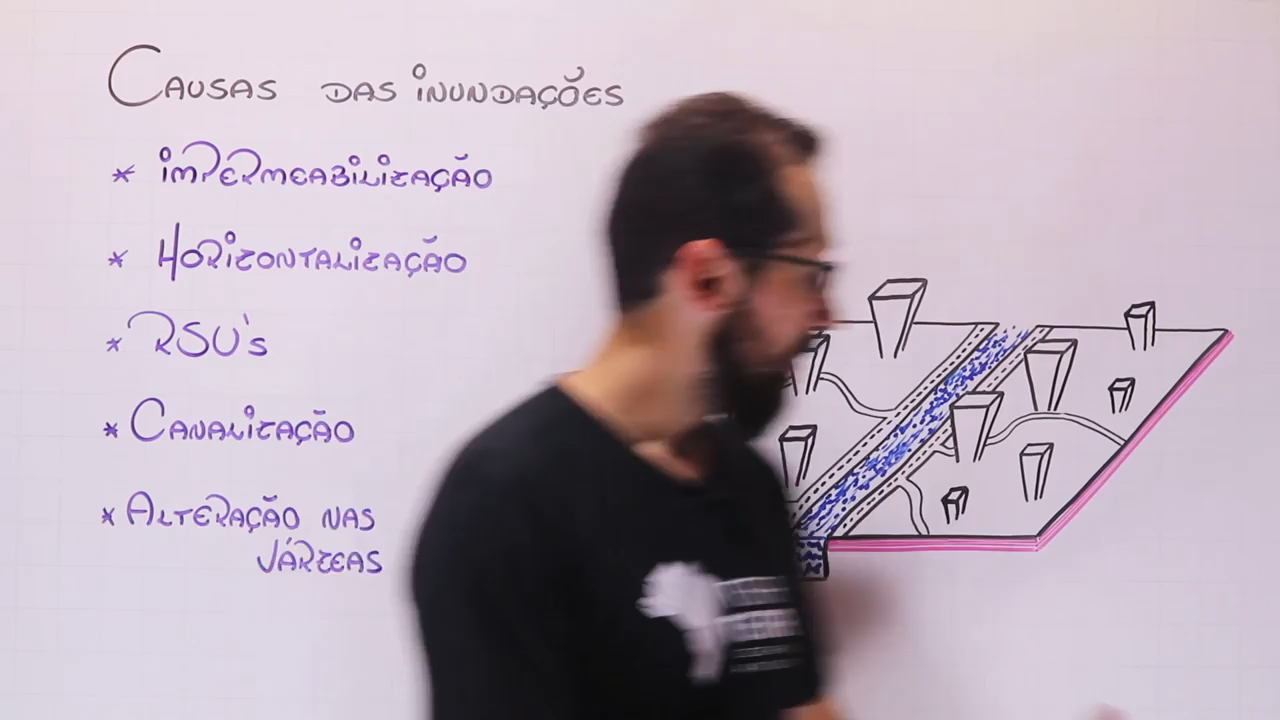 Causas das inundações
* Impermeabilização
* Horizontalização
* RSU's
* Canalização
* Alteração nas
várzeas